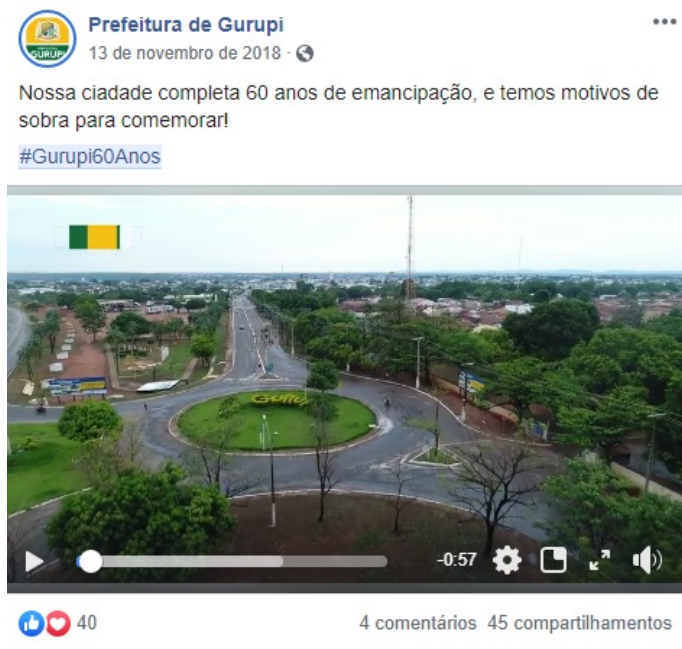 Prefeitura de Gurupi
13 de novembro de 2018 ·
Nossa ciadade completa 60 anos de emancipação, e temos motivos de
sobra para comemorar!
#Gurupi60Anos
GURUPI
-0:57
40
4 comentários 45 compartilhamentos